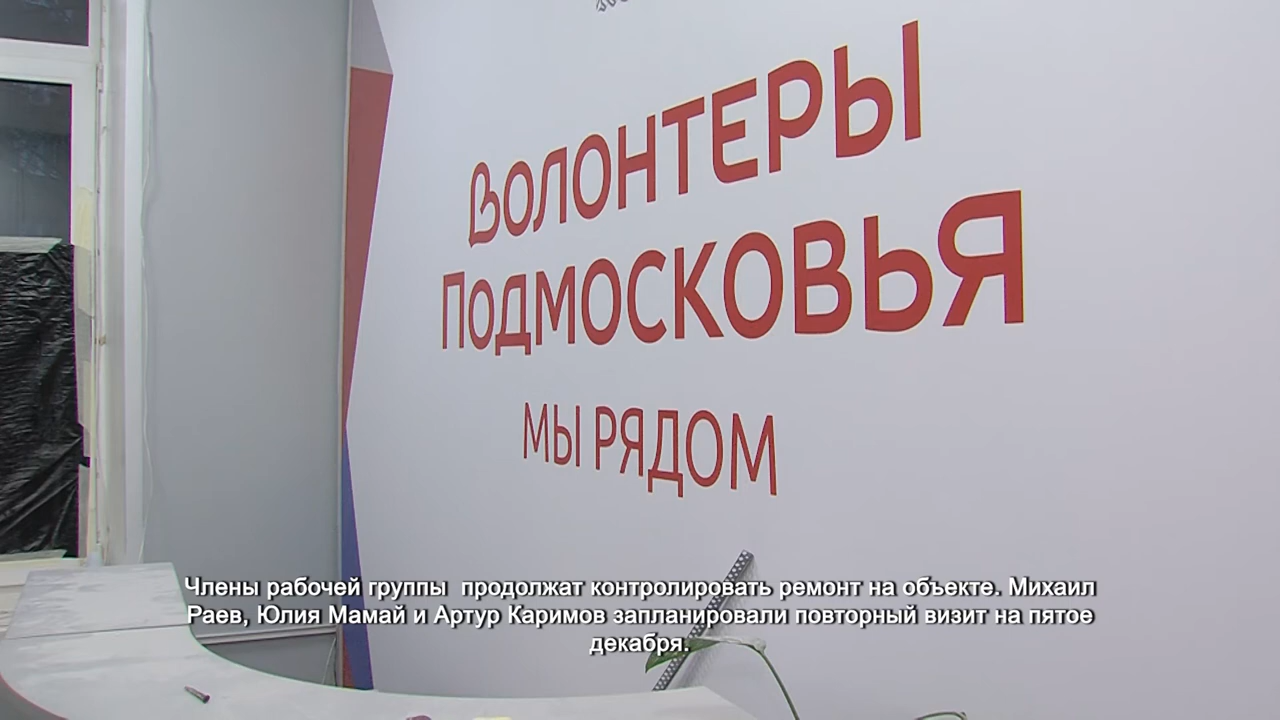 ВОЛОНТЕРЫ
ПОДМОСКОВЬЯ
МЫ РЯДОМ
Члены рабочей группы  продолжат контролировать ремонт на объекте. Михаил
Раев, Юлия Мамай и Артур Каримов запланировали повторный визит на пятое
декабря.